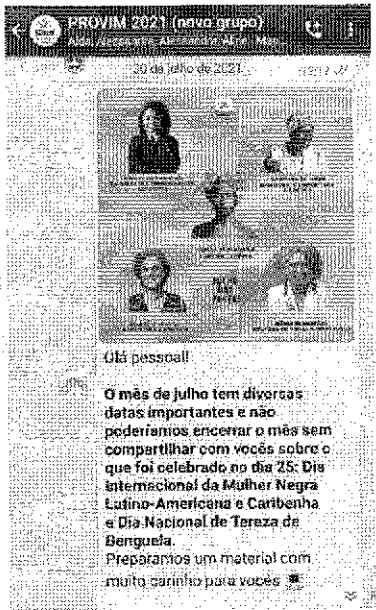 PROVIM 2021 (novo grupo)
30 de julho de 2021
Olá pessoal!
O mês de julho tem diversas
datas importantes e não
poderíamos encerrar o mês sem
compartilhar com vocês sobre o
que foi celebrado no dia 25: Dia
Internacional da Mulher Negra
Latino-Americana e Caribenha
e Dia Nacional de Tereza de
Benguela.
Preparamos um material com
muito carinho para vocês